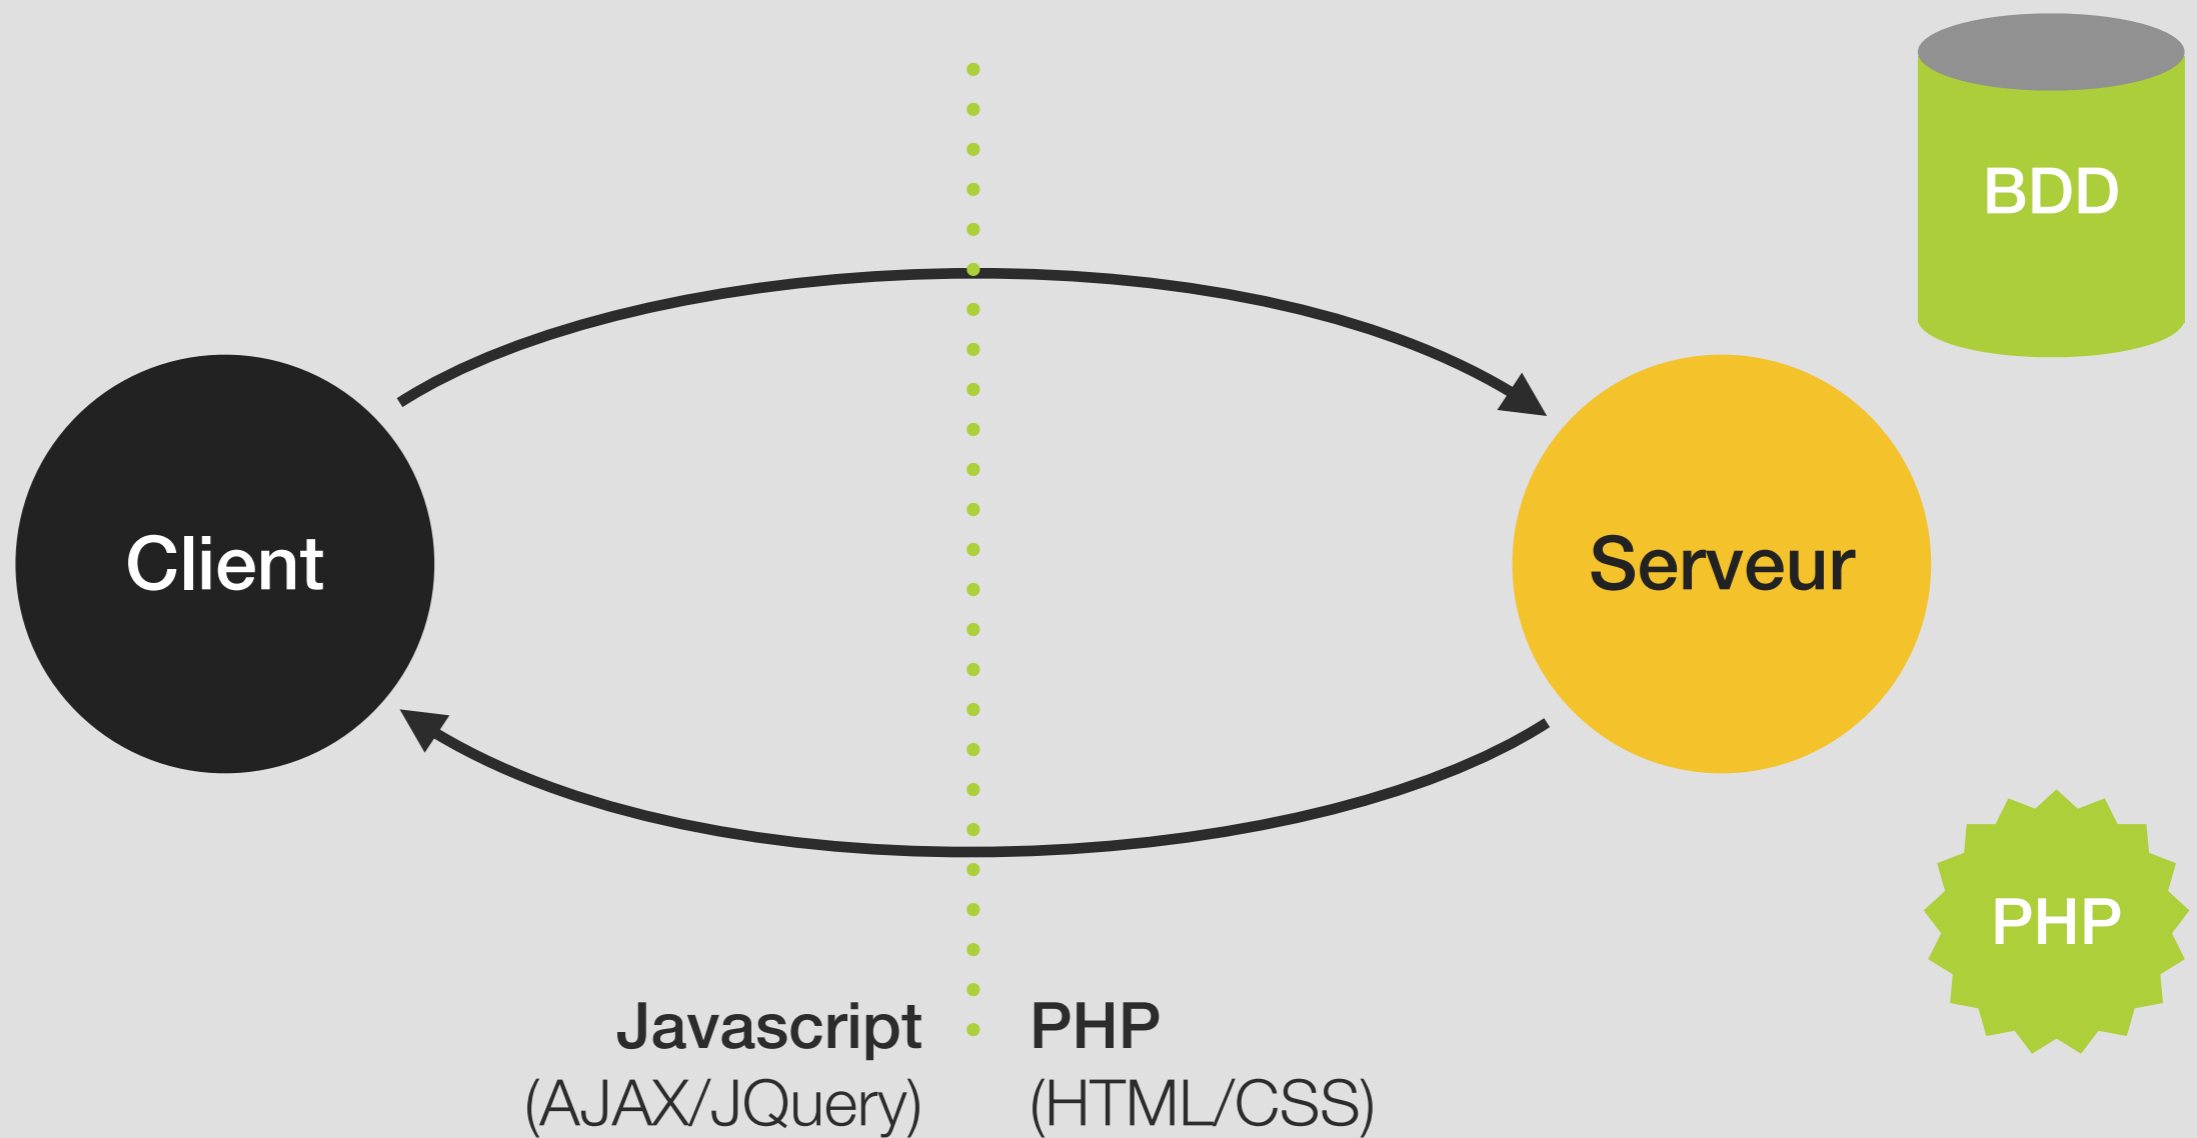 BDD
Client
Serveur
PHP
Javascript
(AJAX/JQuery)
PHP
(HTML/CSS)